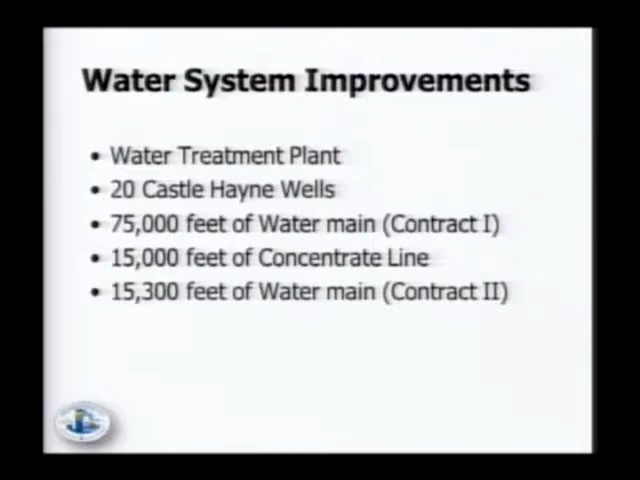 Water System Improvements
• Water Treatment Plant
• 20 Castle Hayne Wells
• 75,000 feet of Water main (Contract I)
• 15,000 feet of Concentrate Line
• 15,300 feet of Water main (Contract II)